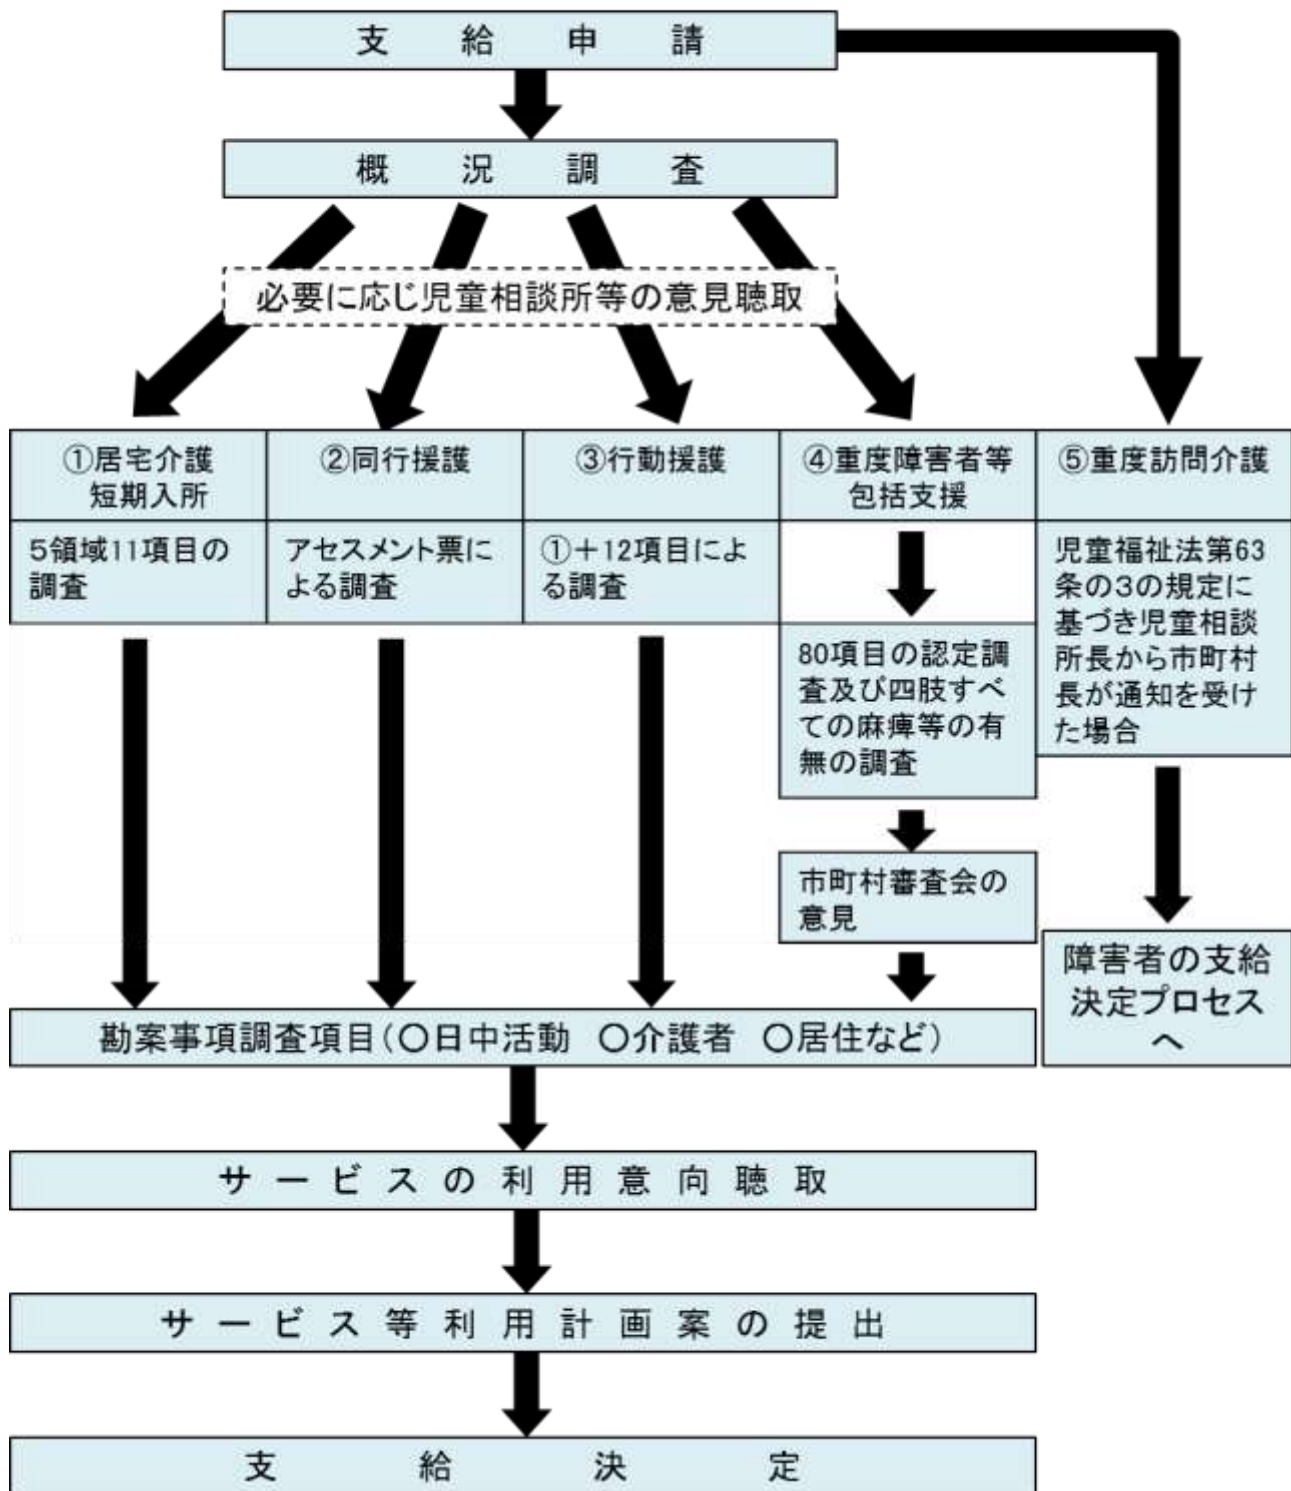 支給申請
概況調査
必要に応じ児童相談所等の意見聴取
①居宅介護
短期入所
5領域11項目の
調査
②同行援護
アセスメント票に
よる調査
③行動援護
①＋12項目によ
る調査
④重度障害者等
包括支援
80項目の認定調
査及び四肢すべ
ての麻痺等の有
無の調査
市町村審査会の
意見
⑤重度訪問介護
児童福祉法第63
条の3の規定に
基づき児童相談
所長から市町村
長が通知を受け
た場合
障害者の支給
決定プロセス
へ
勘案事項調査項目(○日中活動 ○介護者 ○居住など)
サービスの利用意向聴取
サービス等利用計画案の提出
支給決定